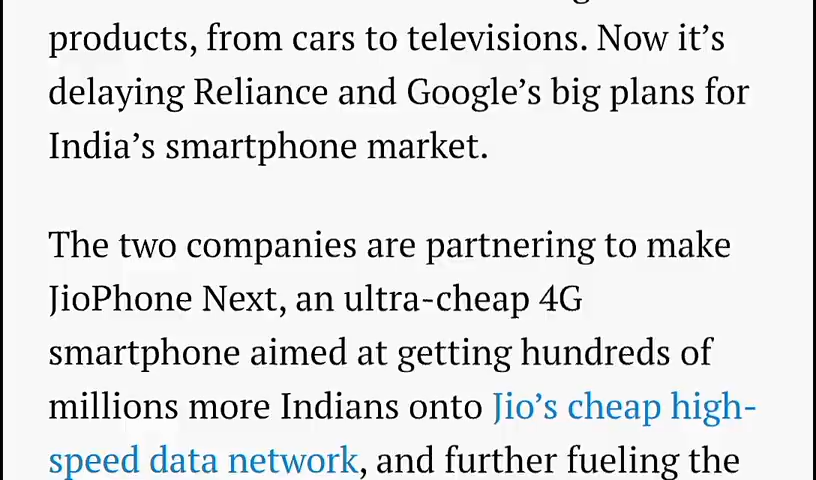 products, from cars to televisions. Now it’s
delaying Reliance and Google’s big plans for
India’s smartphone market.
The two companies are partnering to make
JioPhone Next, an ultra-cheap 4G
smartphone aimed at getting hundreds of
millions more Indians onto Jio’s cheap high-
speed data network, and further fueling the